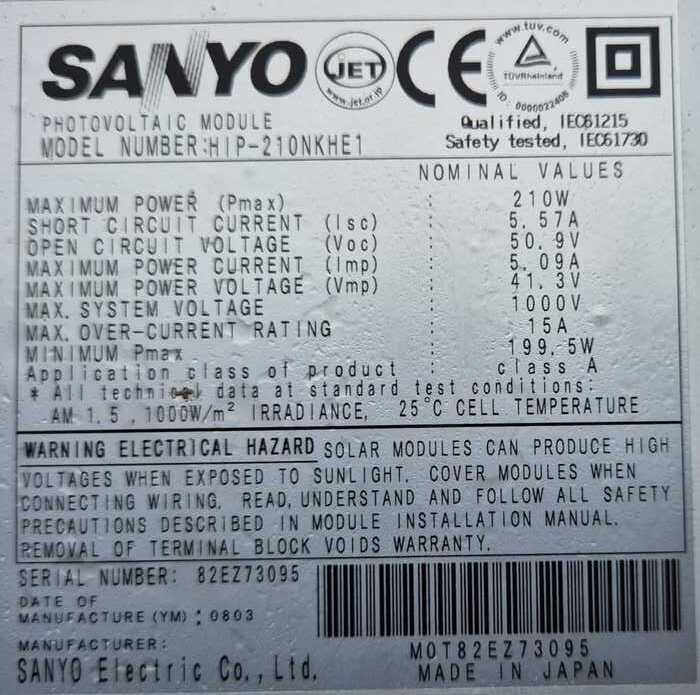 SANYO JET www.jet.or.jp CE www.tuv.com TÜVRheinland ID: 0000022406
PHOTOVOLTAIC MODULE Qualified, IEC61215
MODEL NUMBER:HIP-210NKHE1 Safety tested, IEC61730
NOMINAL VALUES
MAXIMUM POWER (Pmax) : 210W
SHORT CIRCUIT CURRENT (Isc) : 5.57A
OPEN CIRCUIT VOLTAGE (Voc) : 50.9V
MAXIMUM POWER CURRENT (Imp) : 5.09A
MAXIMUM POWER VOLTAGE (Vmp) : 41.3V
MAX. SYSTEM VOLTAGE : 1000V
MAX. OVER-CURRENT RATING : 15A
MINIMUM Pmax : 199.5W
Application class of product : class A
* All technical data at standard test conditions:
AM 1.5, 1000W/m² IRRADIANCE, 25°C CELL TEMPERATURE
WARNING ELECTRICAL HAZARD SOLAR MODULES CAN PRODUCE HIGH
VOLTAGES WHEN EXPOSED TO SUNLIGHT. COVER MODULES WHEN
CONNECTING WIRING. READ, UNDERSTAND AND FOLLOW ALL SAFETY
PRECAUTIONS DESCRIBED IN MODULE INSTALLATION MANUAL.
REMOVAL OF TERMINAL BLOCK VOIDS WARRANTY.
SERIAL NUMBER: 82EZ73095
DATE OF
MANUFACTURE (YM) : 0803
MANUFACTURER: M0T82EZ73095
SANYO Electric Co., Ltd. MADE IN JAPAN